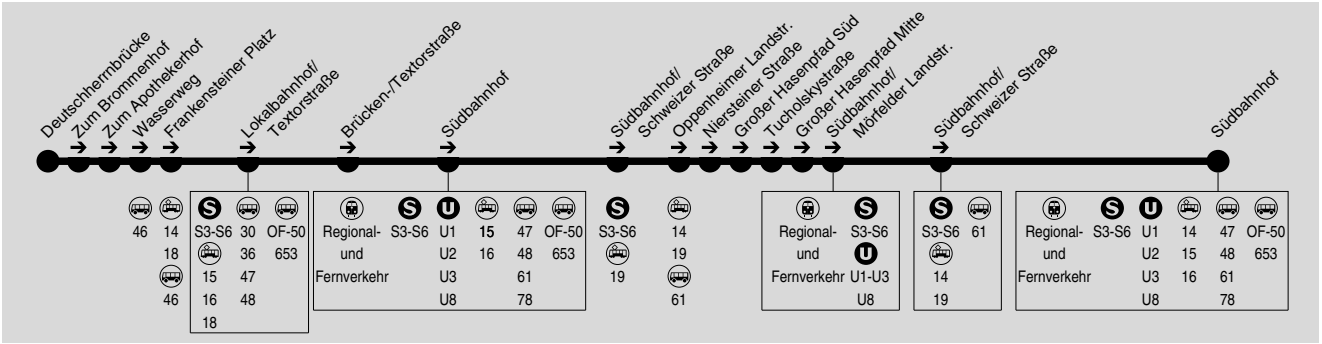 Deutschherrnbrücke
Zum Brommenhof
Zum Apothekerhof
Wasserweg
Frankensteiner Platz
Lokalbahnhof/
Textorstraße
Brücken-/Textorstraße
Südbahnhof
Südbahnhof/
Schweizer Straße
Oppenheimer Landstr.
Niersteiner Straße
Großer Hasenpfad Süd
Tucholskystraße
Großer Hasenpfad Mitte
Südbahnhof/
Mörfelder Landstr.
Südbahnhof/
Schweizer Straße
Südbahnhof
46
14
18
46
S
S3-S6
15
16
18
30
36
47
48
OF-50
653
Regional-
und
Fernverkehr
S
S3-S6
U
U1
U2
U3
U8
15
16
47
48
61
78
OF-50
653
S
S3-S6
19
14
19
61
Regional-
und
Fernverkehr
S
S3-S6
U
U1-U3
U8
S
S3-S6
14
19
61
Regional-
und
Fernverkehr
S
S3-S6
U
U1
U2
U3
U8
14
15
16
47
48
61
78
OF-50
653